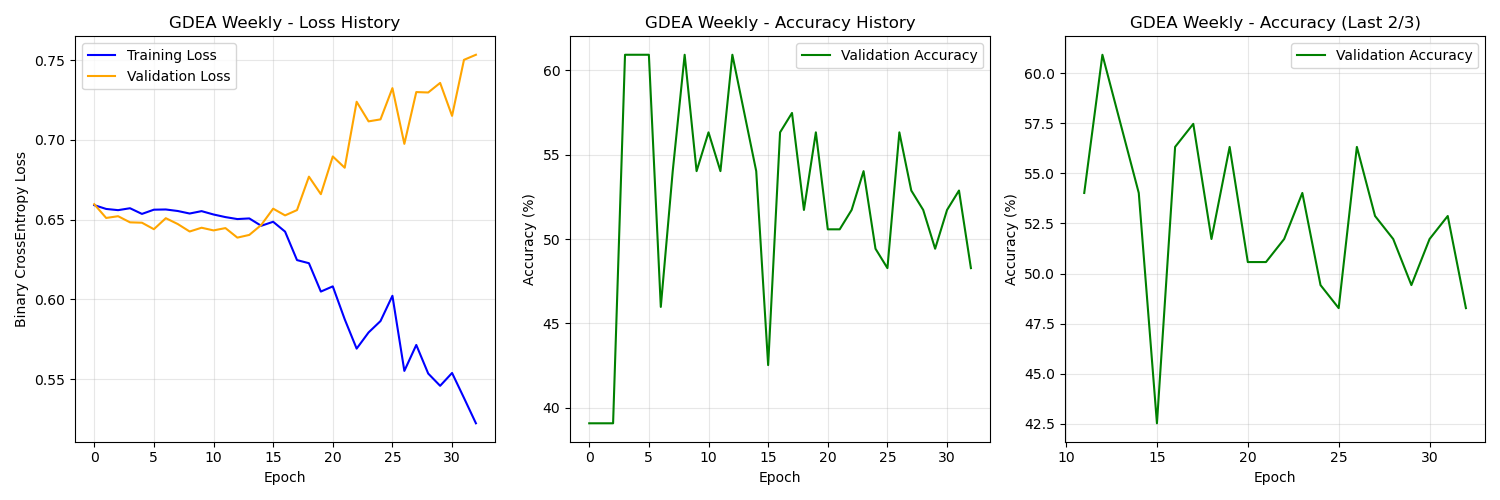 GDEA Weekly - Loss History
Training Loss
Validation Loss
0.75
0.70
0.65
0.60
0.55
Binary CrossEntropy Loss
0 5 10 15 20 25 30
Epoch
GDEA Weekly - Accuracy History
Validation Accuracy
60
55
50
45
40
Accuracy (%)
0 5 10 15 20 25 30
Epoch
GDEA Weekly - Accuracy (Last 2/3)
Validation Accuracy
60.0
57.5
55.0
52.5
50.0
47.5
45.0
42.5
Accuracy (%)
10 15 20 25 30
Epoch